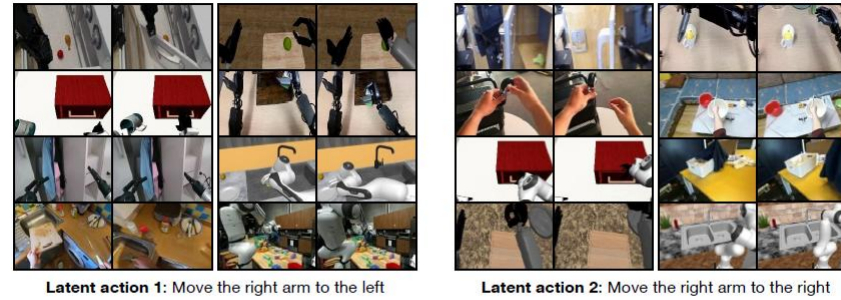 Latent action 1: Move the right arm to the left
Latent action 2: Move the right arm to the right